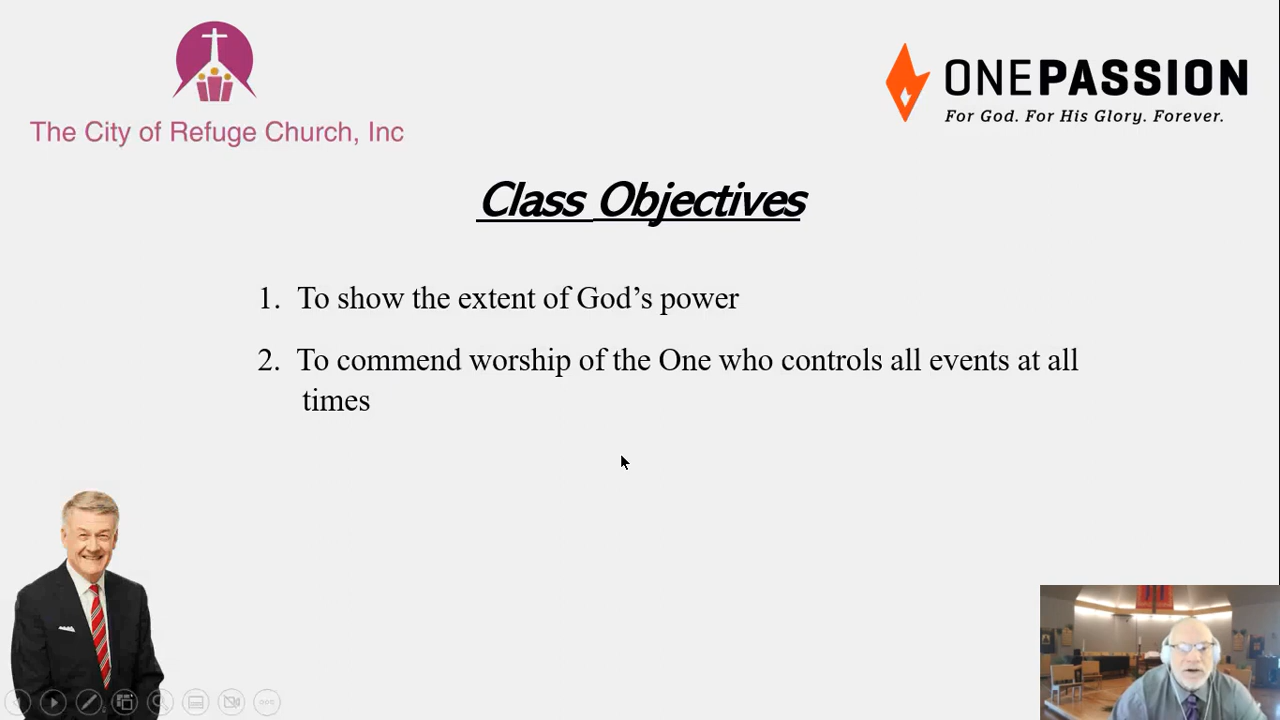 The City of Refuge Church, Inc
ONEPASSION
For God. For His Glory. Forever.
Class Objectives
1. To show the extent of God’s power
2. To commend worship of the One who controls all events at all
times